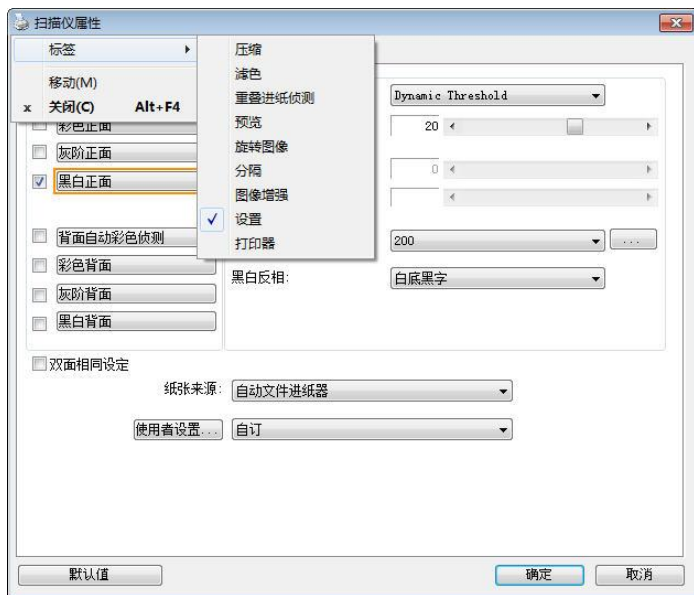 扫描仪属性
标签
移动(M)
x 关闭(C) Alt+F4
压缩
滤色
重叠进纸侦测
预览
旋转图像
分隔
图像增强
设置
打印器
彩色正面
灰阶正面
黑白正面
背面自动彩色侦测
彩色背面
灰阶背面
黑白背面
Dynamic Threshold
20
0
200
...
黑白反相: 白底黑字
双面相同设定
纸张来源: 自动文件进纸器
使用者设置... 自订
默认值 确定 取消